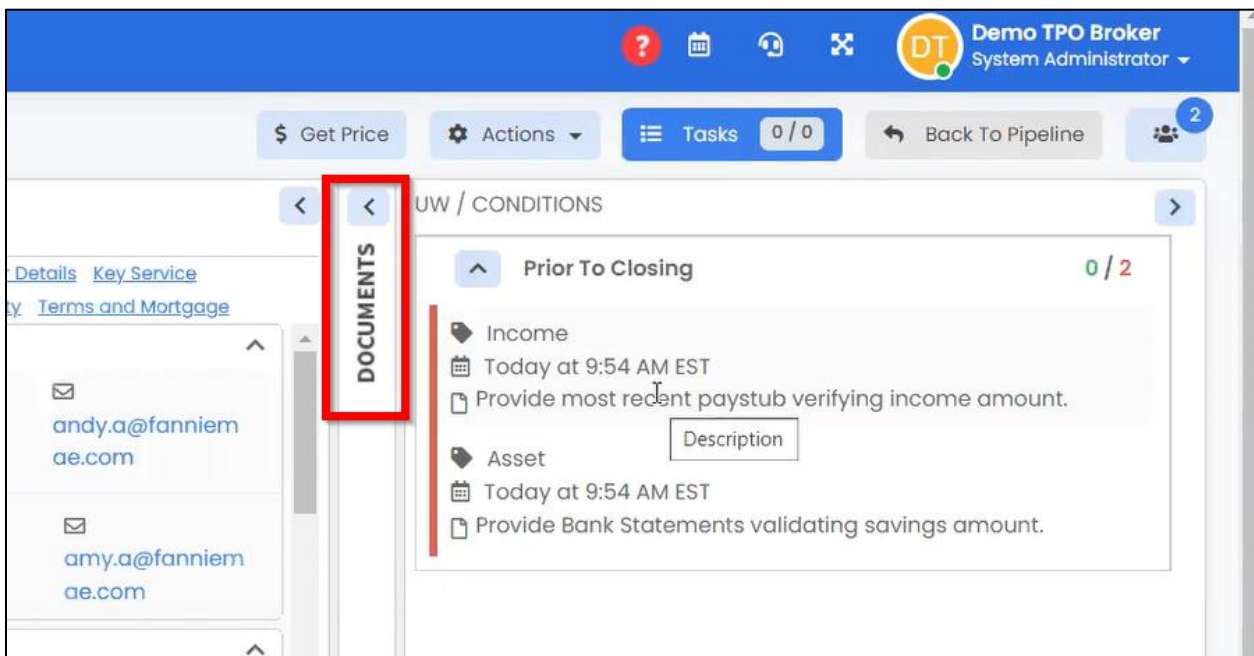 ?
DT
Demo TPO Broker
System Administrator
$ Get Price
Actions
Tasks 0 / 0
Back To Pipeline
2
DOCUMENTS
UW / CONDITIONS
Details Key Service
Terms and Mortgage
andy.a@fanniem
ae.com
amy.a@fanniem
ae.com
Prior To Closing
0 / 2
Income
Today at 9:54 AM EST
Provide most recent paystub verifying income amount.
Description
Asset
Today at 9:54 AM EST
Provide Bank Statements validating savings amount.